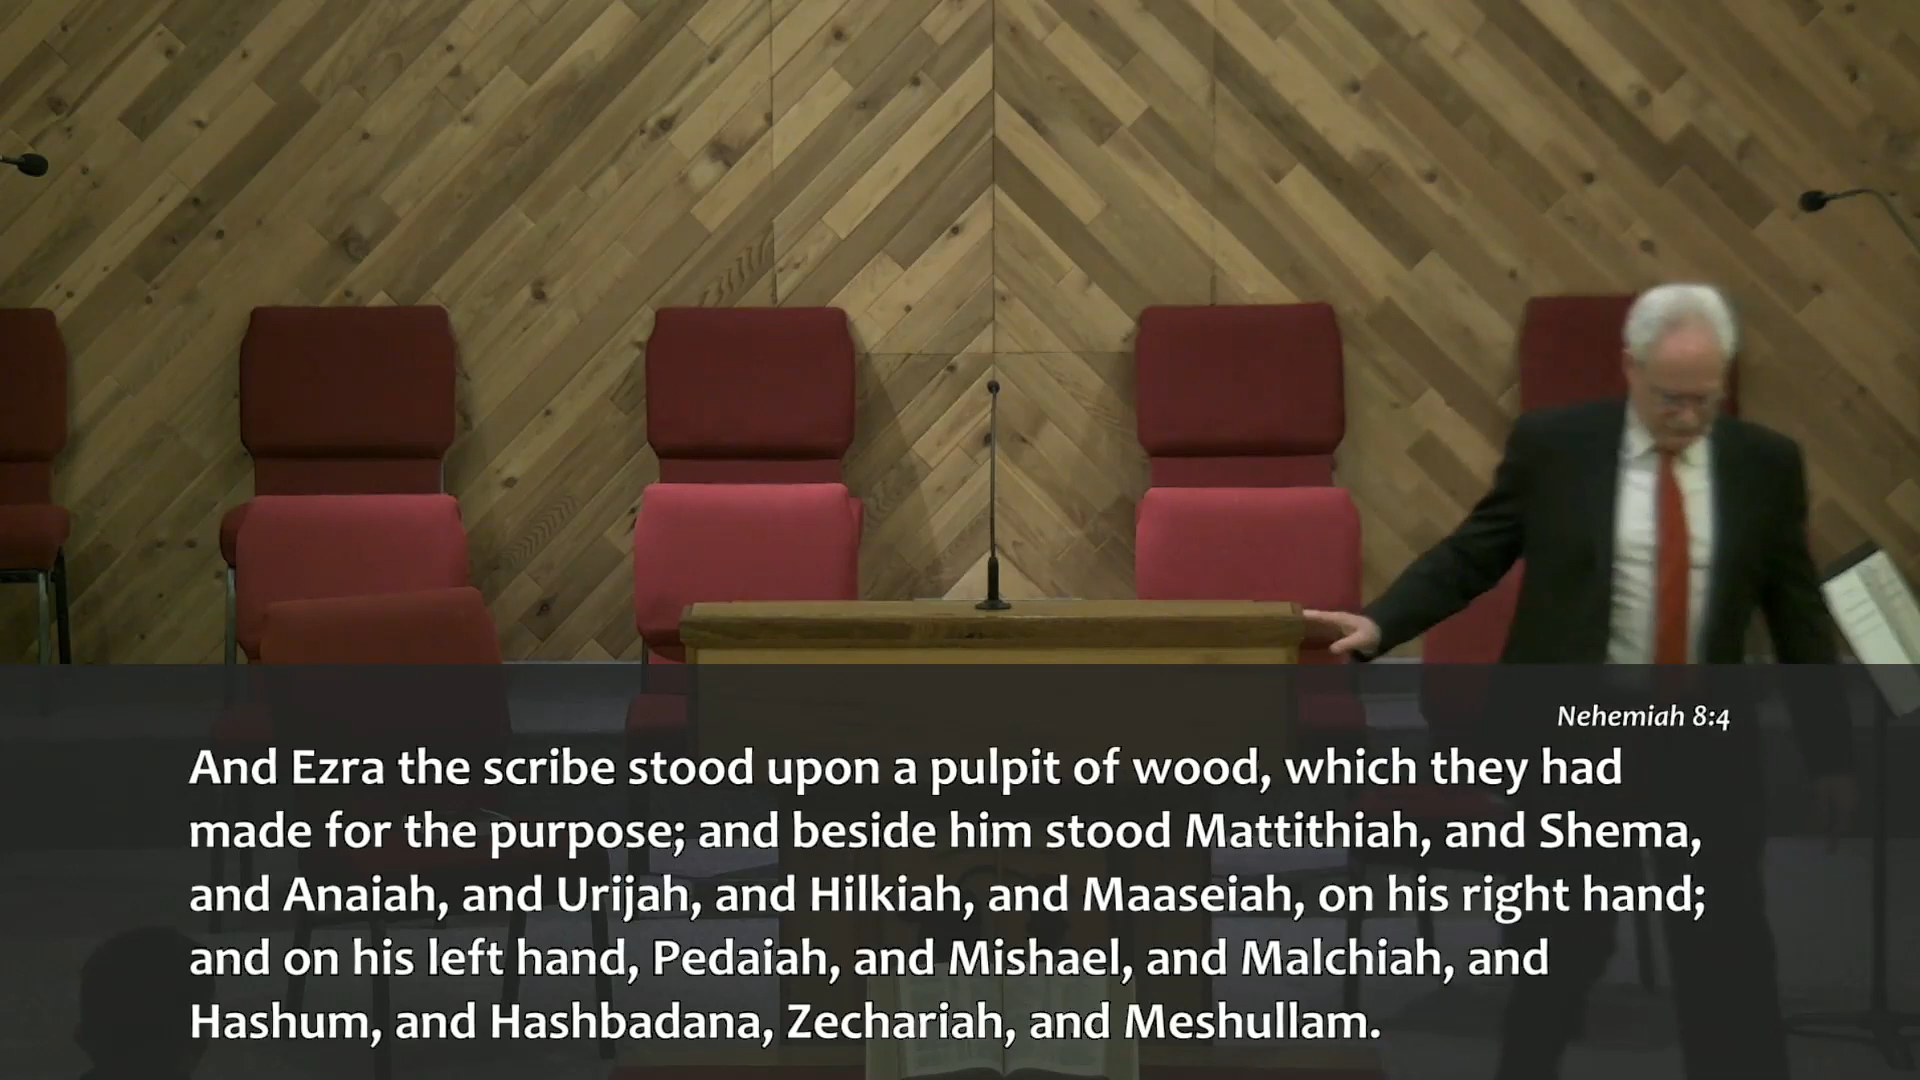 Nehemiah 8:4
And Ezra the scribe stood upon a pulpit of wood, which they had
made for the purpose; and beside him stood Mattithiah, and Shema,
and Anaiah, and Urijah, and Hilkiah, and Maaseiah, on his right hand;
and on his left hand, Pedaiah, and Mishael, and Malchiah, and
Hashum, and Hashbadana, Zechariah, and Meshullam.